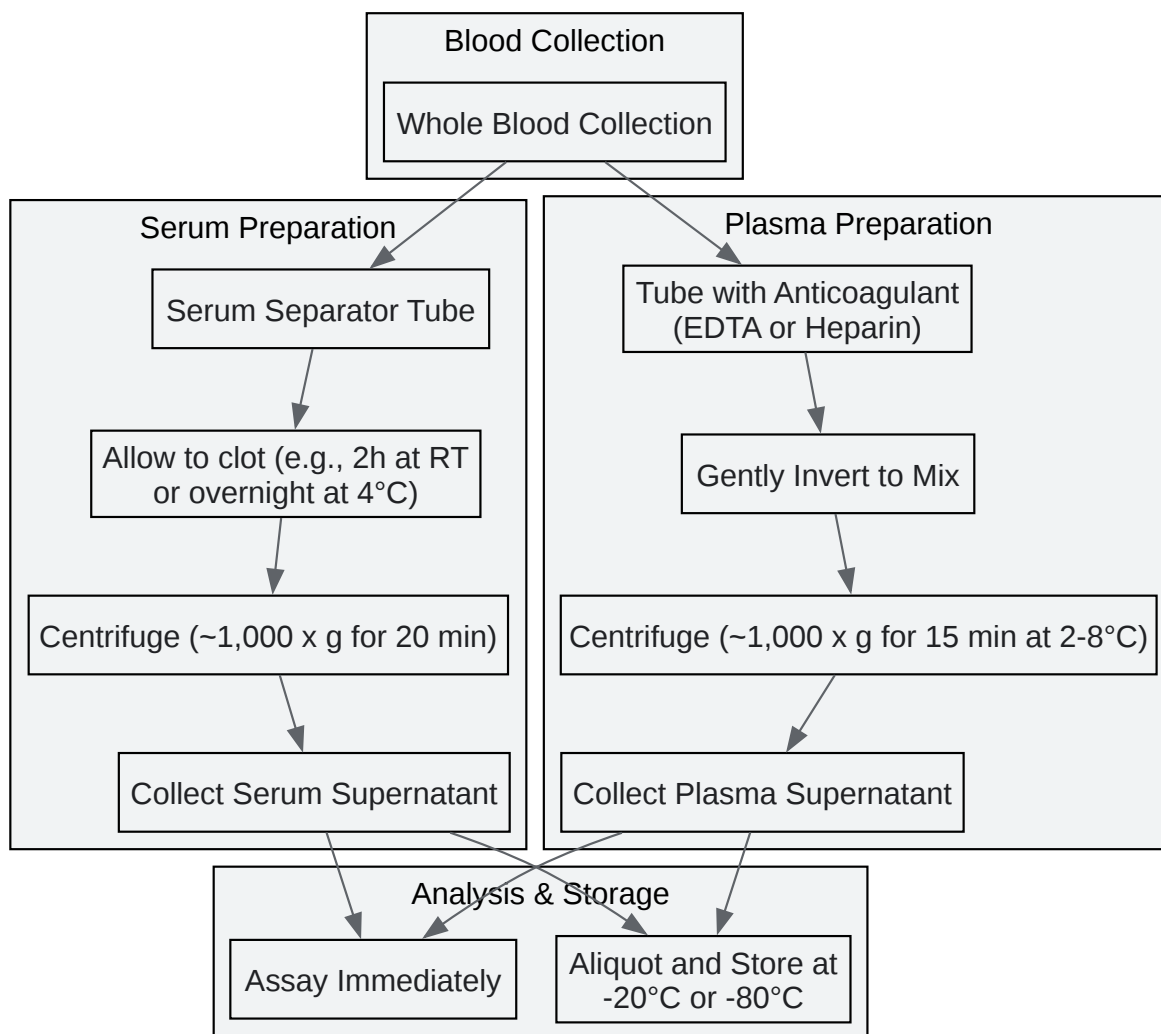 Blood Collection
Whole Blood Collection
Serum Preparation
Serum Separator Tube
Allow to clot (e.g., 2h at RT
or overnight at 4°C)
Centrifuge (~1,000 x g for 20 min)
Collect Serum Supernatant
Plasma Preparation
Tube with Anticoagulant
(EDTA or Heparin)
Gently Invert to Mix
Centrifuge (~1,000 x g for 15 min at 2-8°C)
Collect Plasma Supernatant
Analysis & Storage
Assay Immediately
Aliquot and Store at
-20°C or -80°C